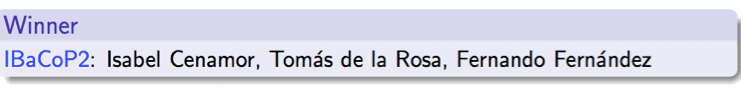 Winner
IBaCoP2: Isabel Cenamor, Tomás de la Rosa, Fernando Fernández